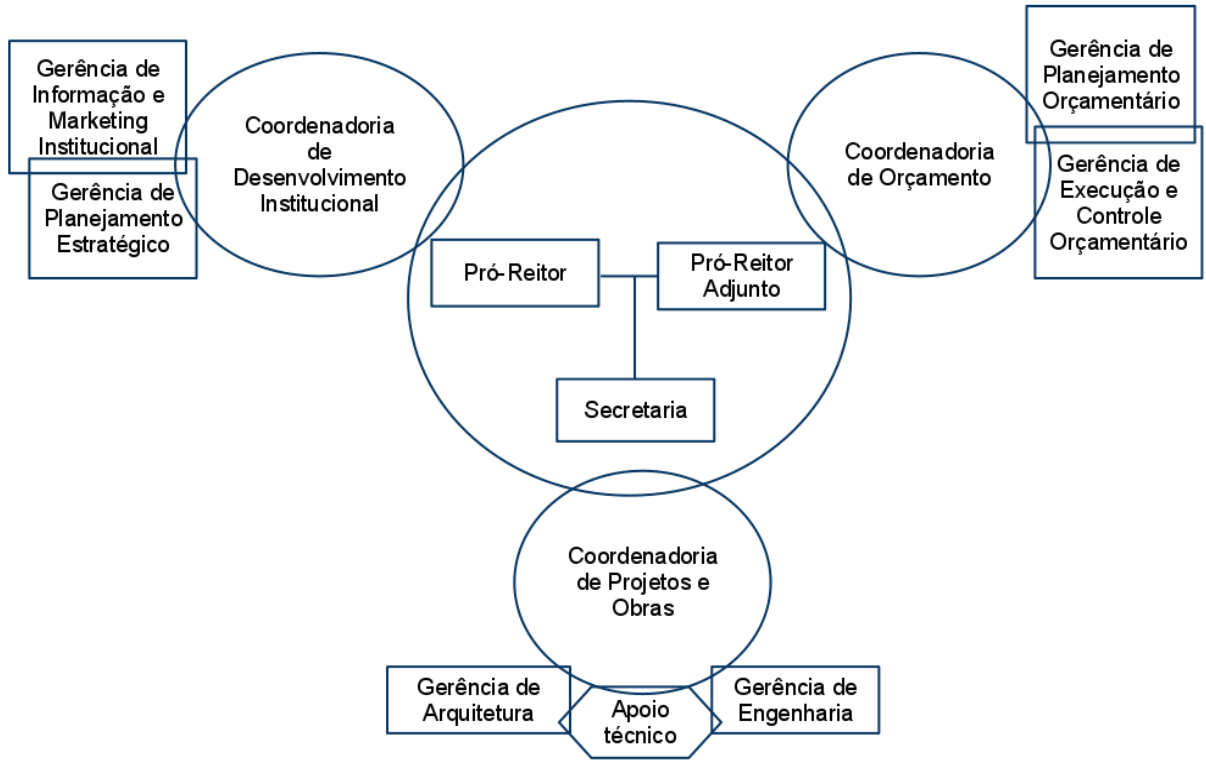 Gerência de
Informação e
Marketing
Institucional
Gerência de
Planejamento
Estratégico
Coordenadoria
de
Desenvolvimento
Institucional
Coordenadoria
de Orçamento
Gerência de
Planejamento
Orçamentário
Gerência de
Execução e
Controle
Orçamentário
Pró-Reitor
Pró-Reitor
Adjunto
Secretaria
Coordenadoria
de Projetos e
Obras
Gerência de
Arquitetura
Apoio
técnico
Gerência de
Engenharia